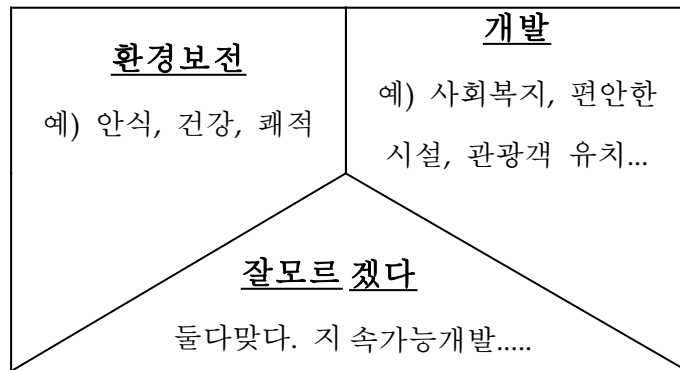 환경보전
예) 안식, 건강, 쾌적
개발
예) 사회복지, 편안한
시설, 관광객 유치...
잘모르 겠다
둘다맞다. 지 속가능개발.....